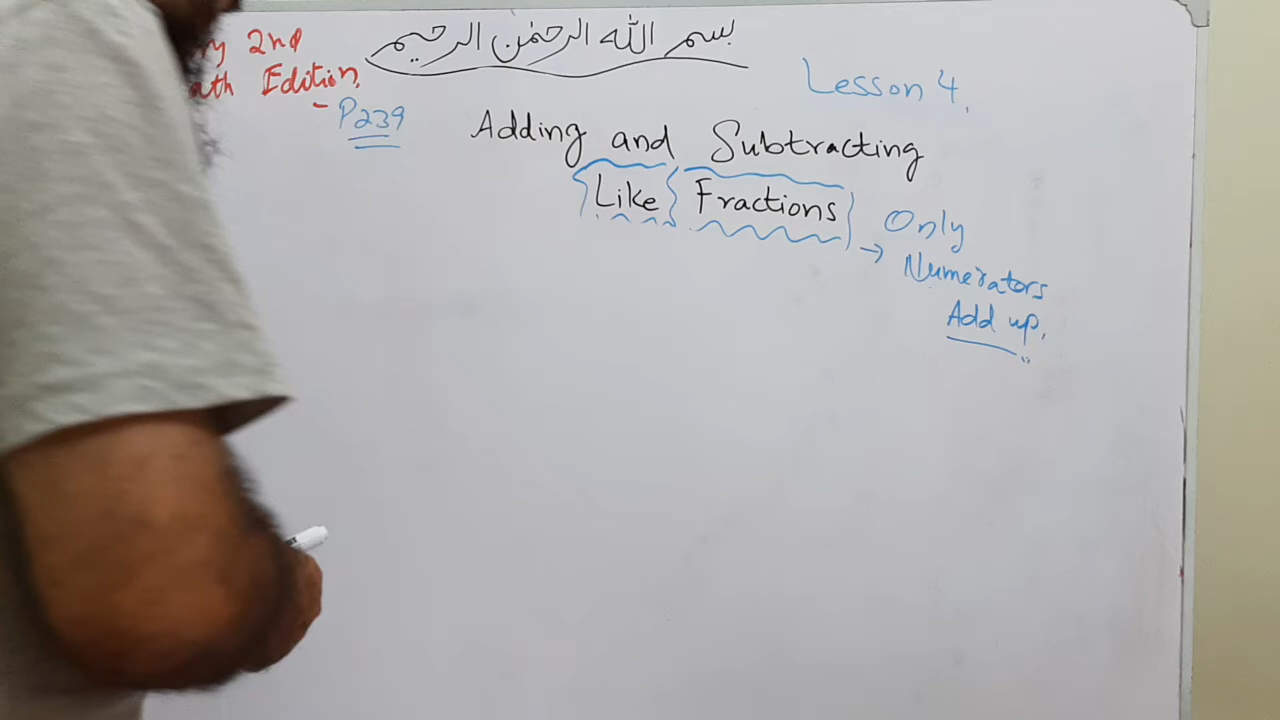 بسم الله الرحمن الرحيم
2nd
Edition.
P239
Lesson 4.
Adding and Subtracting
Like Fractions
Only
→ Numerators
Add up.